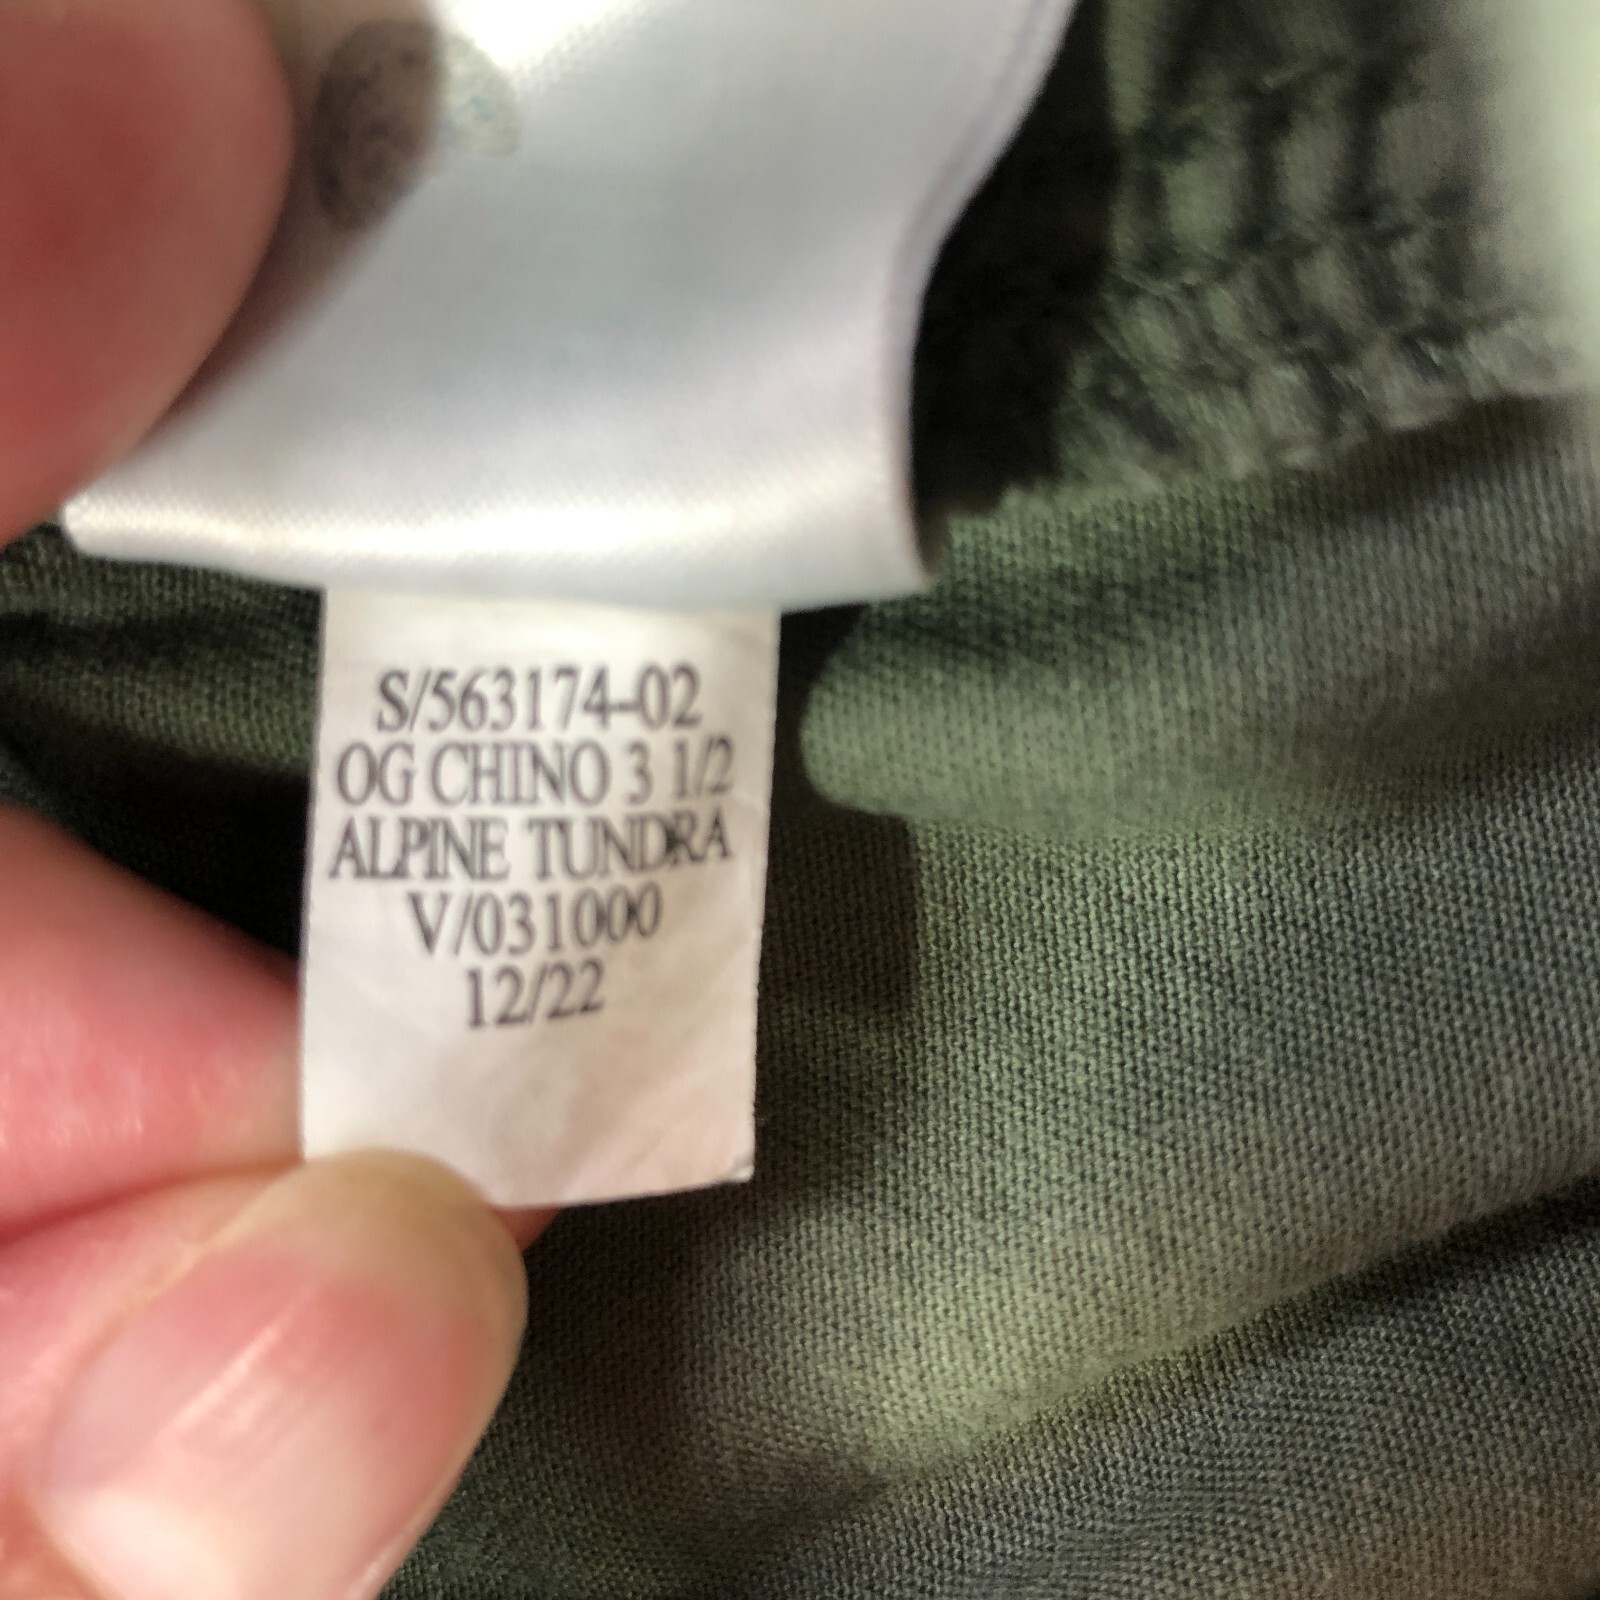 S/563174-02
OG CHINO 3 1/2
ALPINE TUNDRA
V/031000
12/22